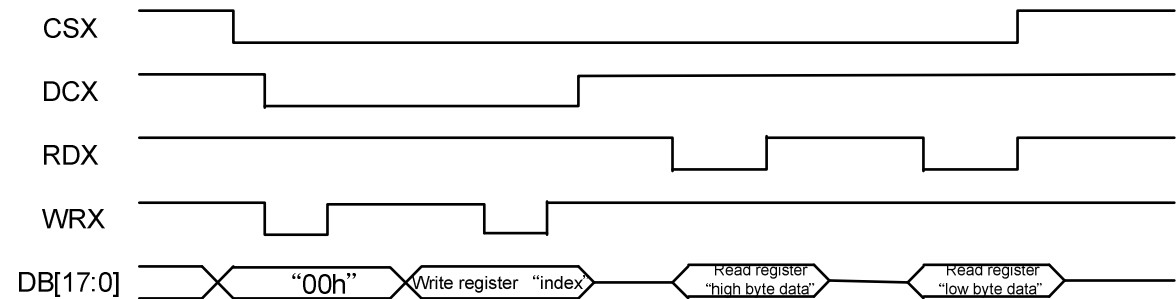 CSX
DCX
RDX
WRX
DB[17:0]
“00h”
Write register “index”
Read register
“high byte data”
Read register
“low byte data”